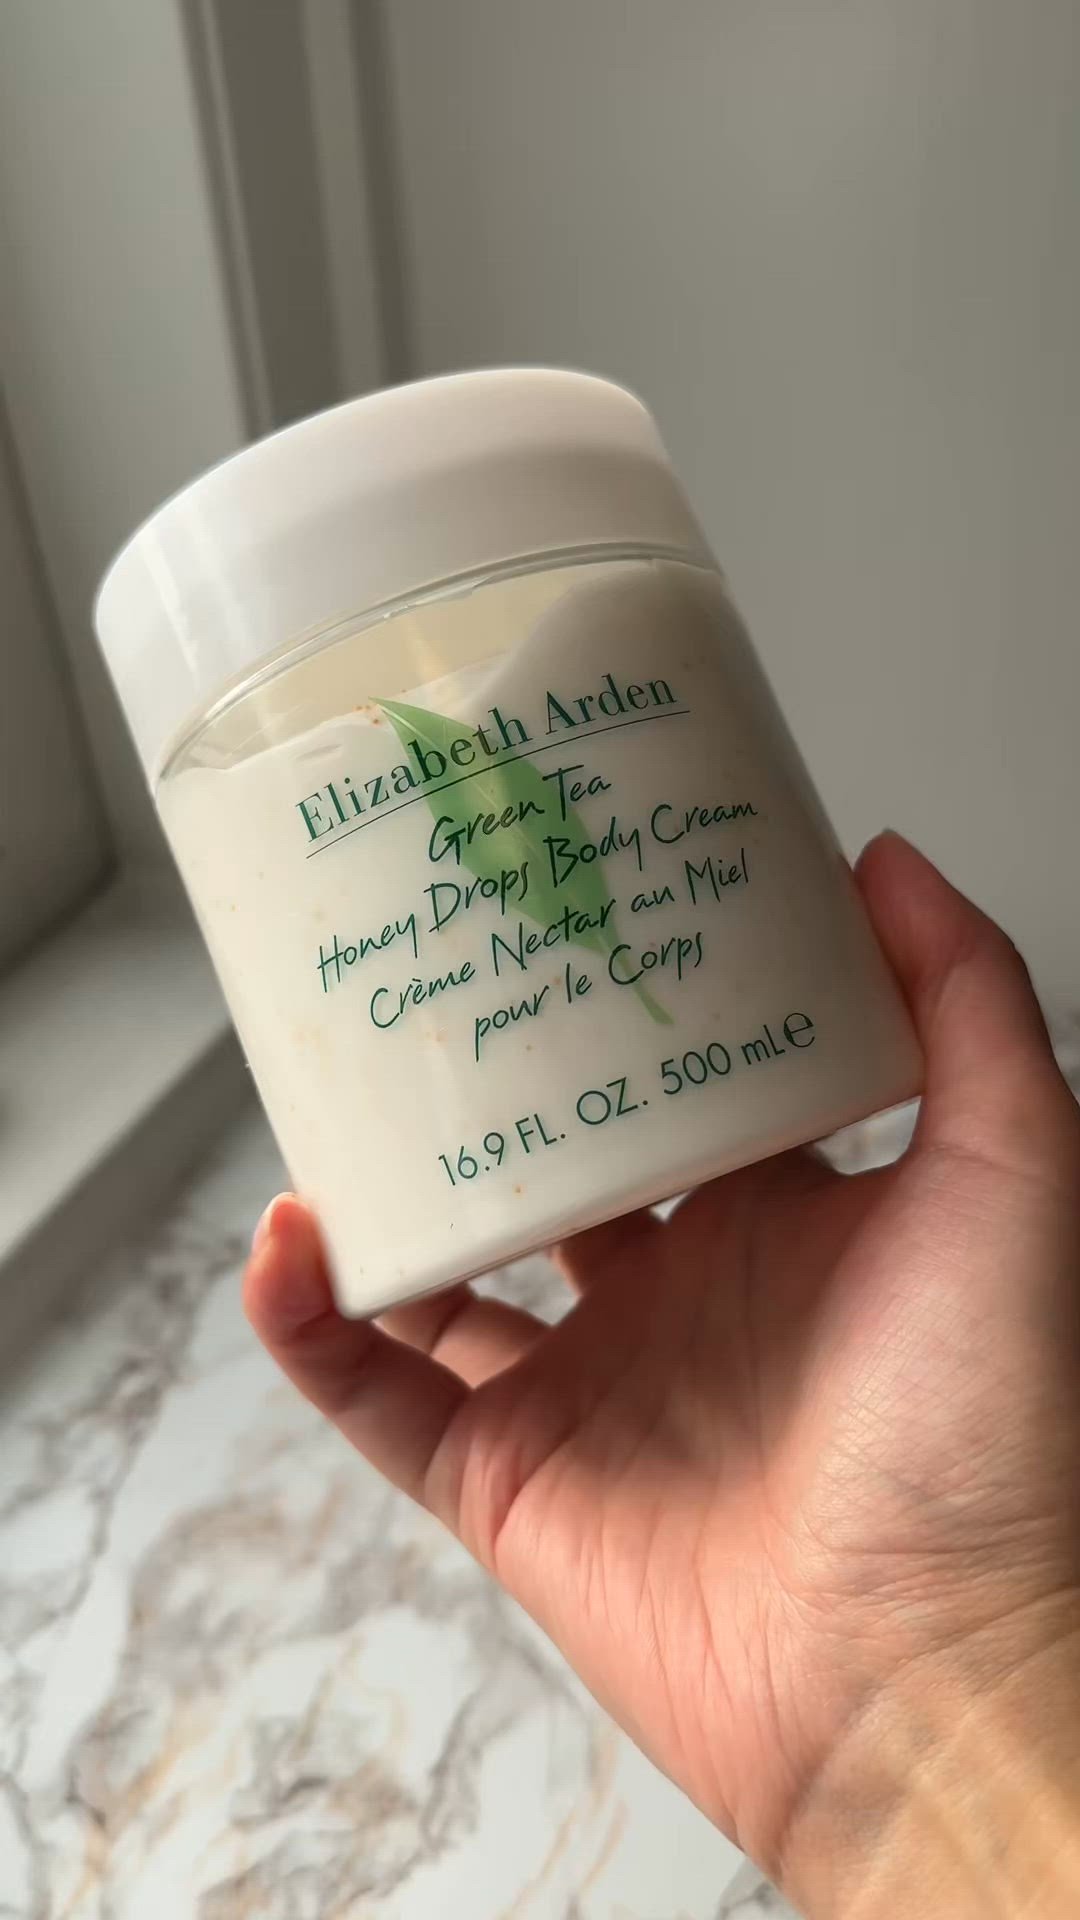 Elizabeth Arden
Green Tea
Honey Drops Body Cream
Crème Nectar au Miel
pour le Corps
16.9 FL. OZ. 500 mL℮